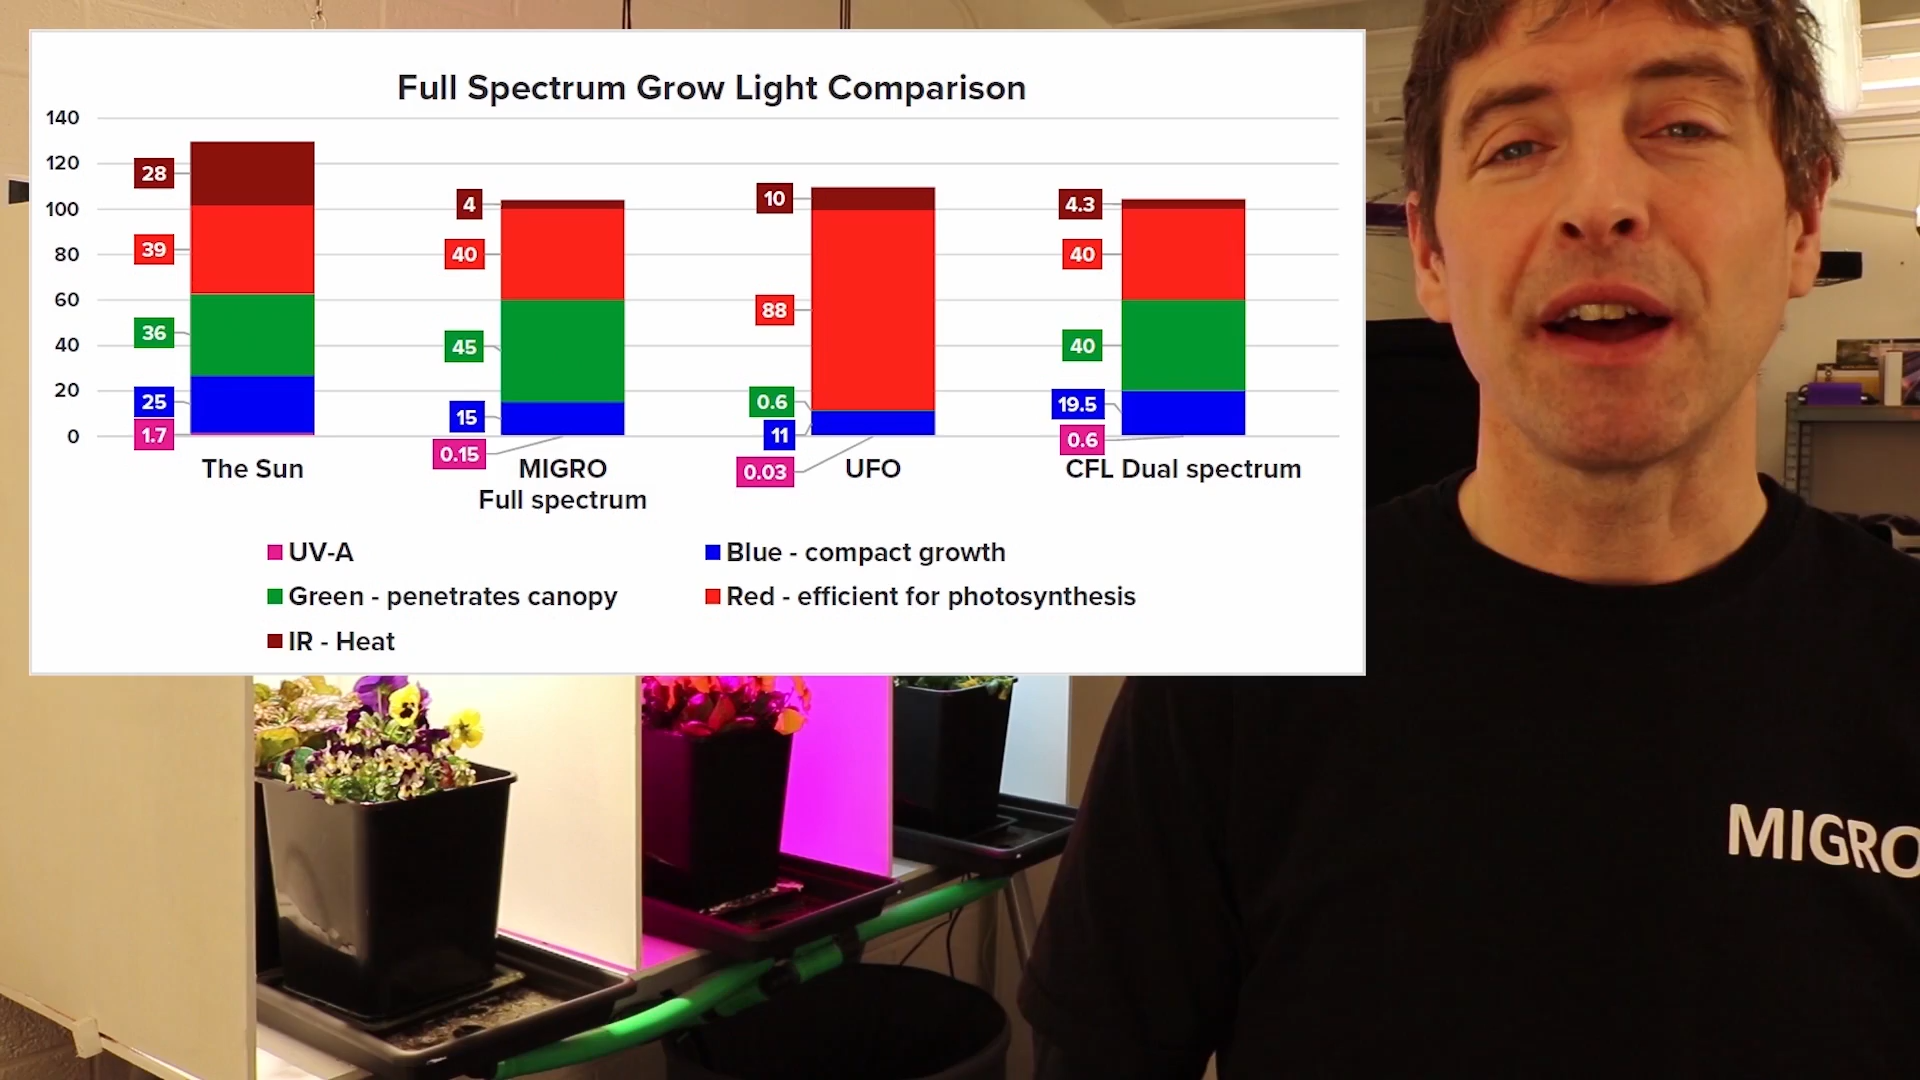 Full Spectrum Grow Light Comparison
140
120
100
80
60
40
20
0
28
39
36
25
1.7
4
40
45
15
0.15
10
88
0.6
11
0.03
4.3
40
40
19.5
0.6
The Sun
MIGRO
Full spectrum
UFO
CFL Dual spectrum
UV-A
Blue - compact growth
Green - penetrates canopy
Red - efficient for photosynthesis
IR - Heat
MIGRO